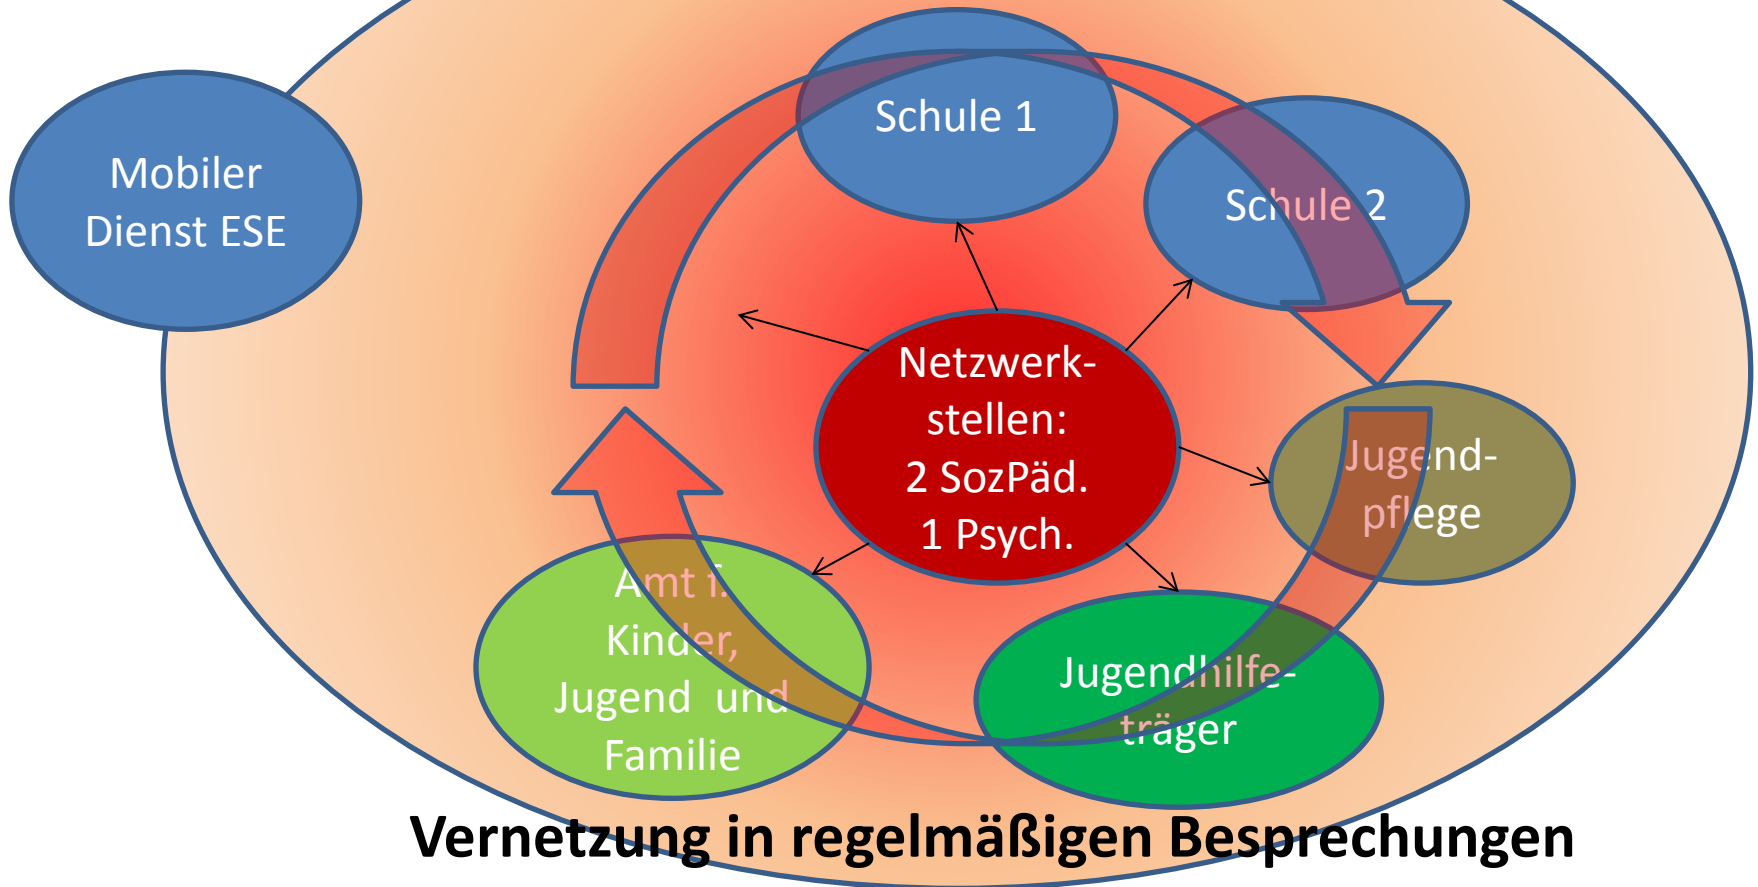 Schule 1
Mobiler
Dienst ESE
Schule 2
Netzwerk-
stellen:
2 SozPäd.
1 Psych.
Jugend-
pflege
Amt f.
Kinder,
Jugend und
Familie
Jugendhilfe-
träger
Vernetzung in regelmäßigen Besprechungen